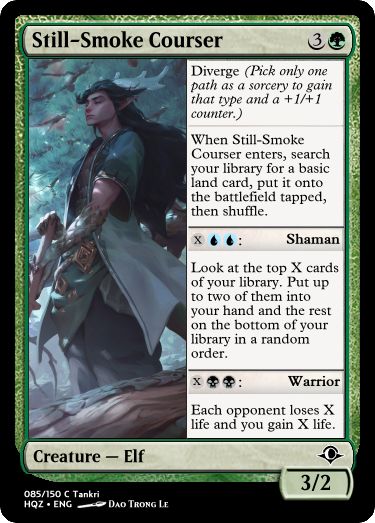 Still-Smoke Courser 3
Diverge (Pick only one
path as a sorcery to gain
that type and a +1/+1
counter.)
When Still-Smoke
Courser enters, search
your library for a basic
land card, put it onto
the battlefield tapped,
then shuffle.
X : Shaman
Look at the top X cards
of your library. Put up
to two of them into
your hand and the rest
on the bottom of your
library in a random
order.
X : Warrior
Each opponent loses X
life and you gain X life.
Creature — Elf
3/2
085/150 C Tankri
HQZ • ENG Dao Trong Le